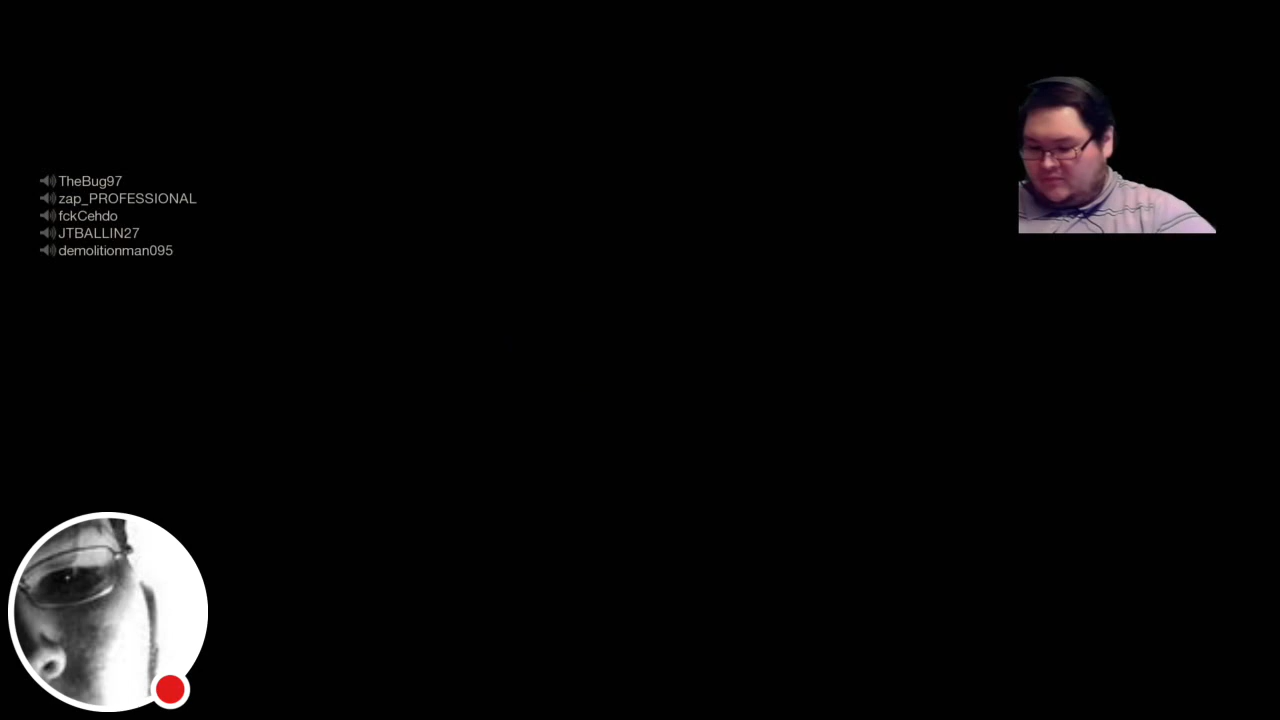 TheBug97
zap_PROFESSIONAL
fckCehdo
JTBALLIN27
demolitionman095